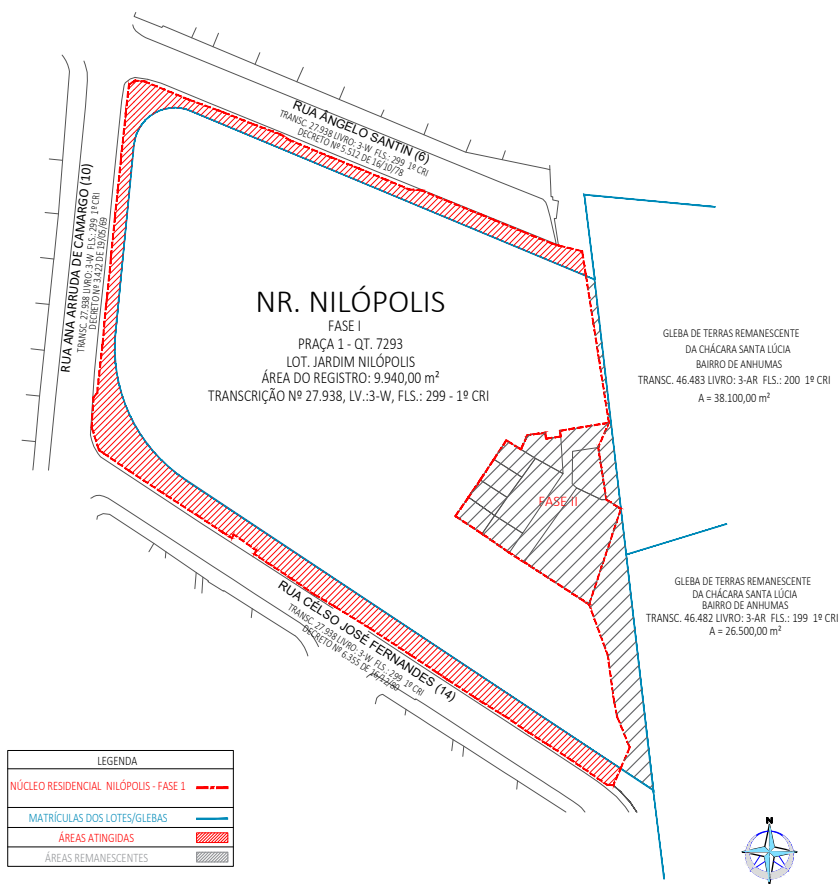 RUA ÂNGELO SANTIN (6)
TRANSC. 27.938 LIVRO: 3-W FLS.: 299 1º CRI
DECRETO Nº 5.512 DE 16/10/78
RUA ANA ARRUDA DE CAMARGO (10)
TRANSC. 27.938 LIVRO: 3-W FLS.: 299 1º CRI
DECRETO Nº 3.422 DE 19/05/69
NR. NILÓPOLIS
FASE I
PRAÇA 1 - QT. 7293
LOT. JARDIM NILÓPOLIS
ÁREA DO REGISTRO: 9.940,00 m²
TRANSCRIÇÃO Nº 27.938, LV.:3-W, FLS.: 299 - 1º CRI
GLEBA DE TERRAS REMANESCENTE
DA CHÁCARA SANTA LÚCIA
BAIRRO DE ANHUMAS
TRANSC. 46.483 LIVRO: 3-AR FLS.: 200 1º CRI
A = 38.100,00 m²
FASE II
GLEBA DE TERRAS REMANESCENTE
DA CHÁCARA SANTA LÚCIA
BAIRRO DE ANHUMAS
TRANSC. 46.482 LIVRO: 3-AR FLS.: 199 1º CRI
A = 26.500,00 m²
RUA CELSO JOSÉ FERNANDES (14)
TRANSC. 27.938 LIVRO: 3-W FLS.: 299 1º CRI
DECRETO Nº 6.355 DE
LEGENDA
NÚCLEO RESIDENCIAL NILÓPOLIS - FASE 1
MATRÍCULAS DOS LOTES/GLEBAS
ÁREAS ATINGIDAS
ÁREAS REMANESCENTES
N